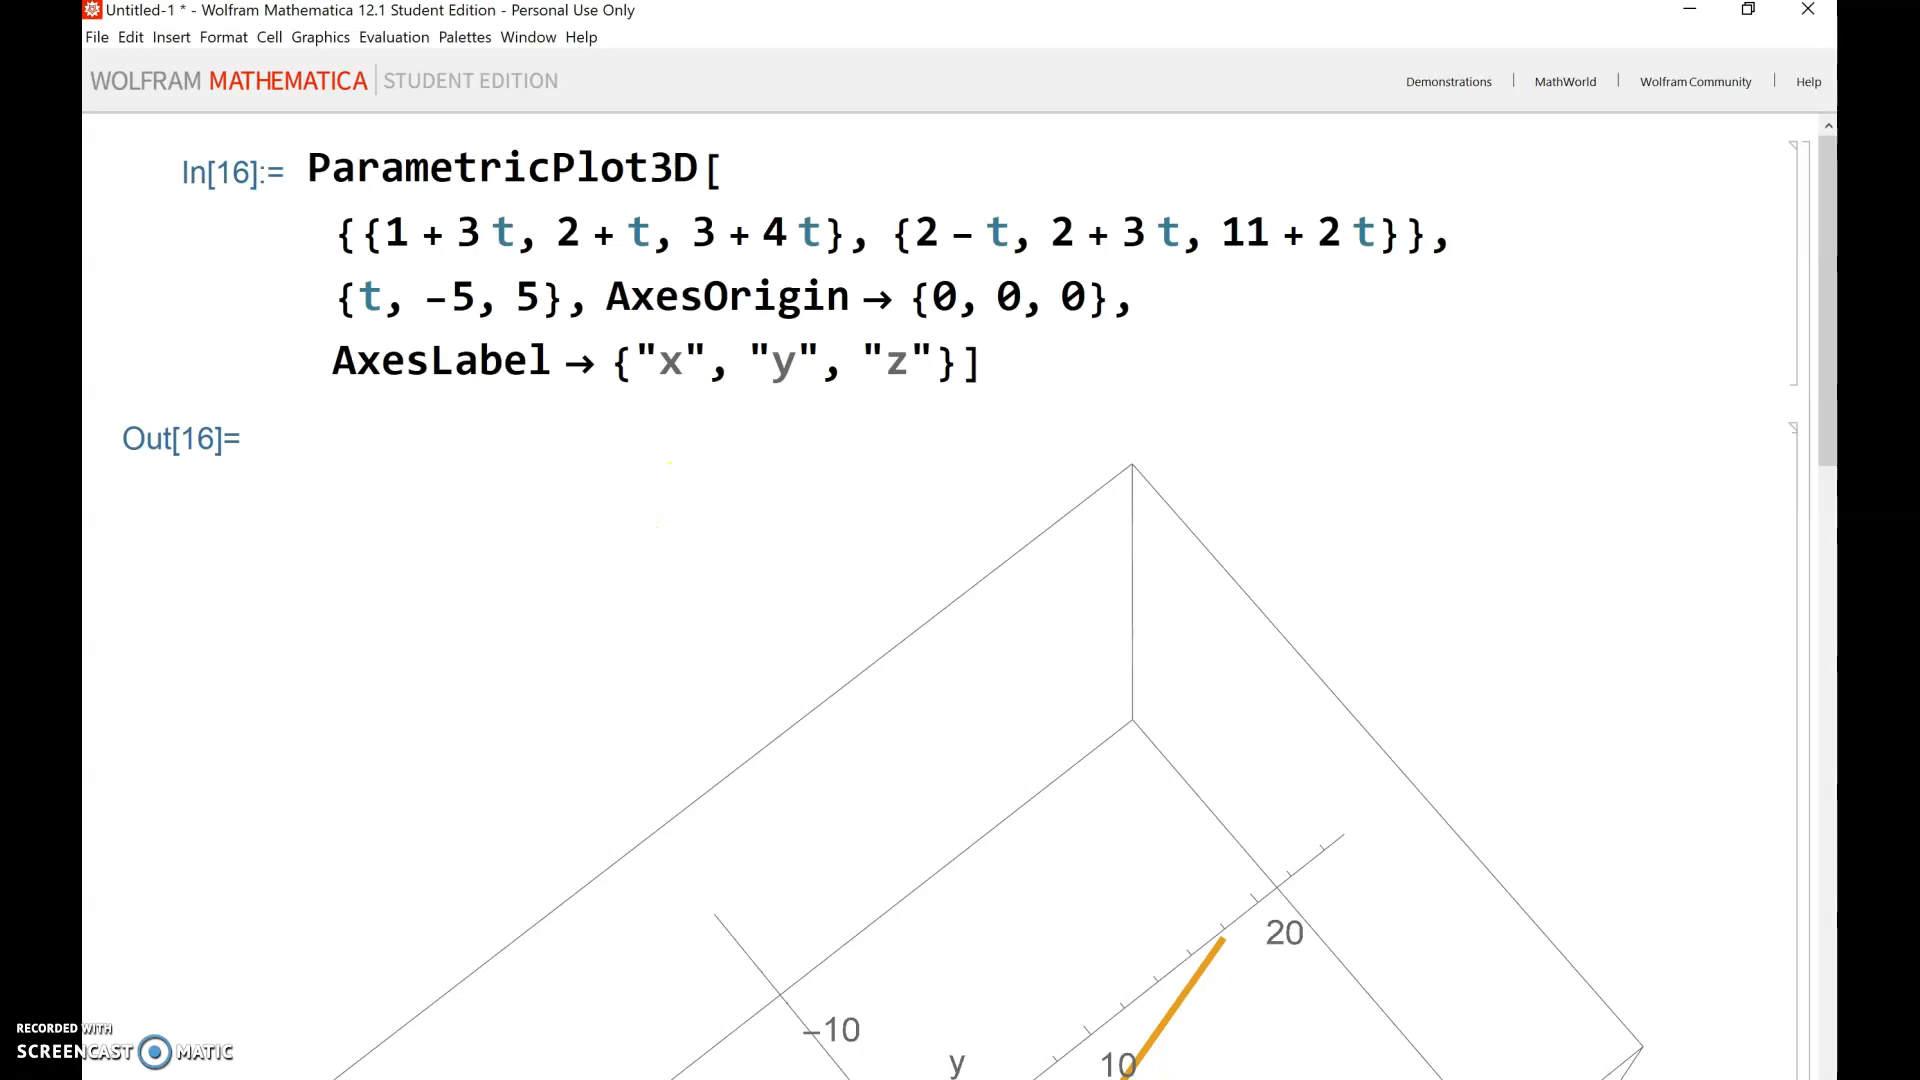 Untitled-1 * - Wolfram Mathematica 12.1 Student Edition - Personal Use Only
File Edit Insert Format Cell Graphics Evaluation Palettes Window Help
WOLFRAM MATHEMATICA | STUDENT EDITION
Demonstrations | MathWorld | Wolfram Community | Help
In[16]:= ParametricPlot3D[
{{1 + 3 t, 2 + t, 3 + 4 t}, {2 − t, 2 + 3 t, 11 + 2 t}},
{t, −5, 5}, AxesOrigin → {0, 0, 0},
AxesLabel → {"x", "y", "z"}]
Out[16]=
20
−10
y
10
RECORDED WITH
SCREENCAST MATIC